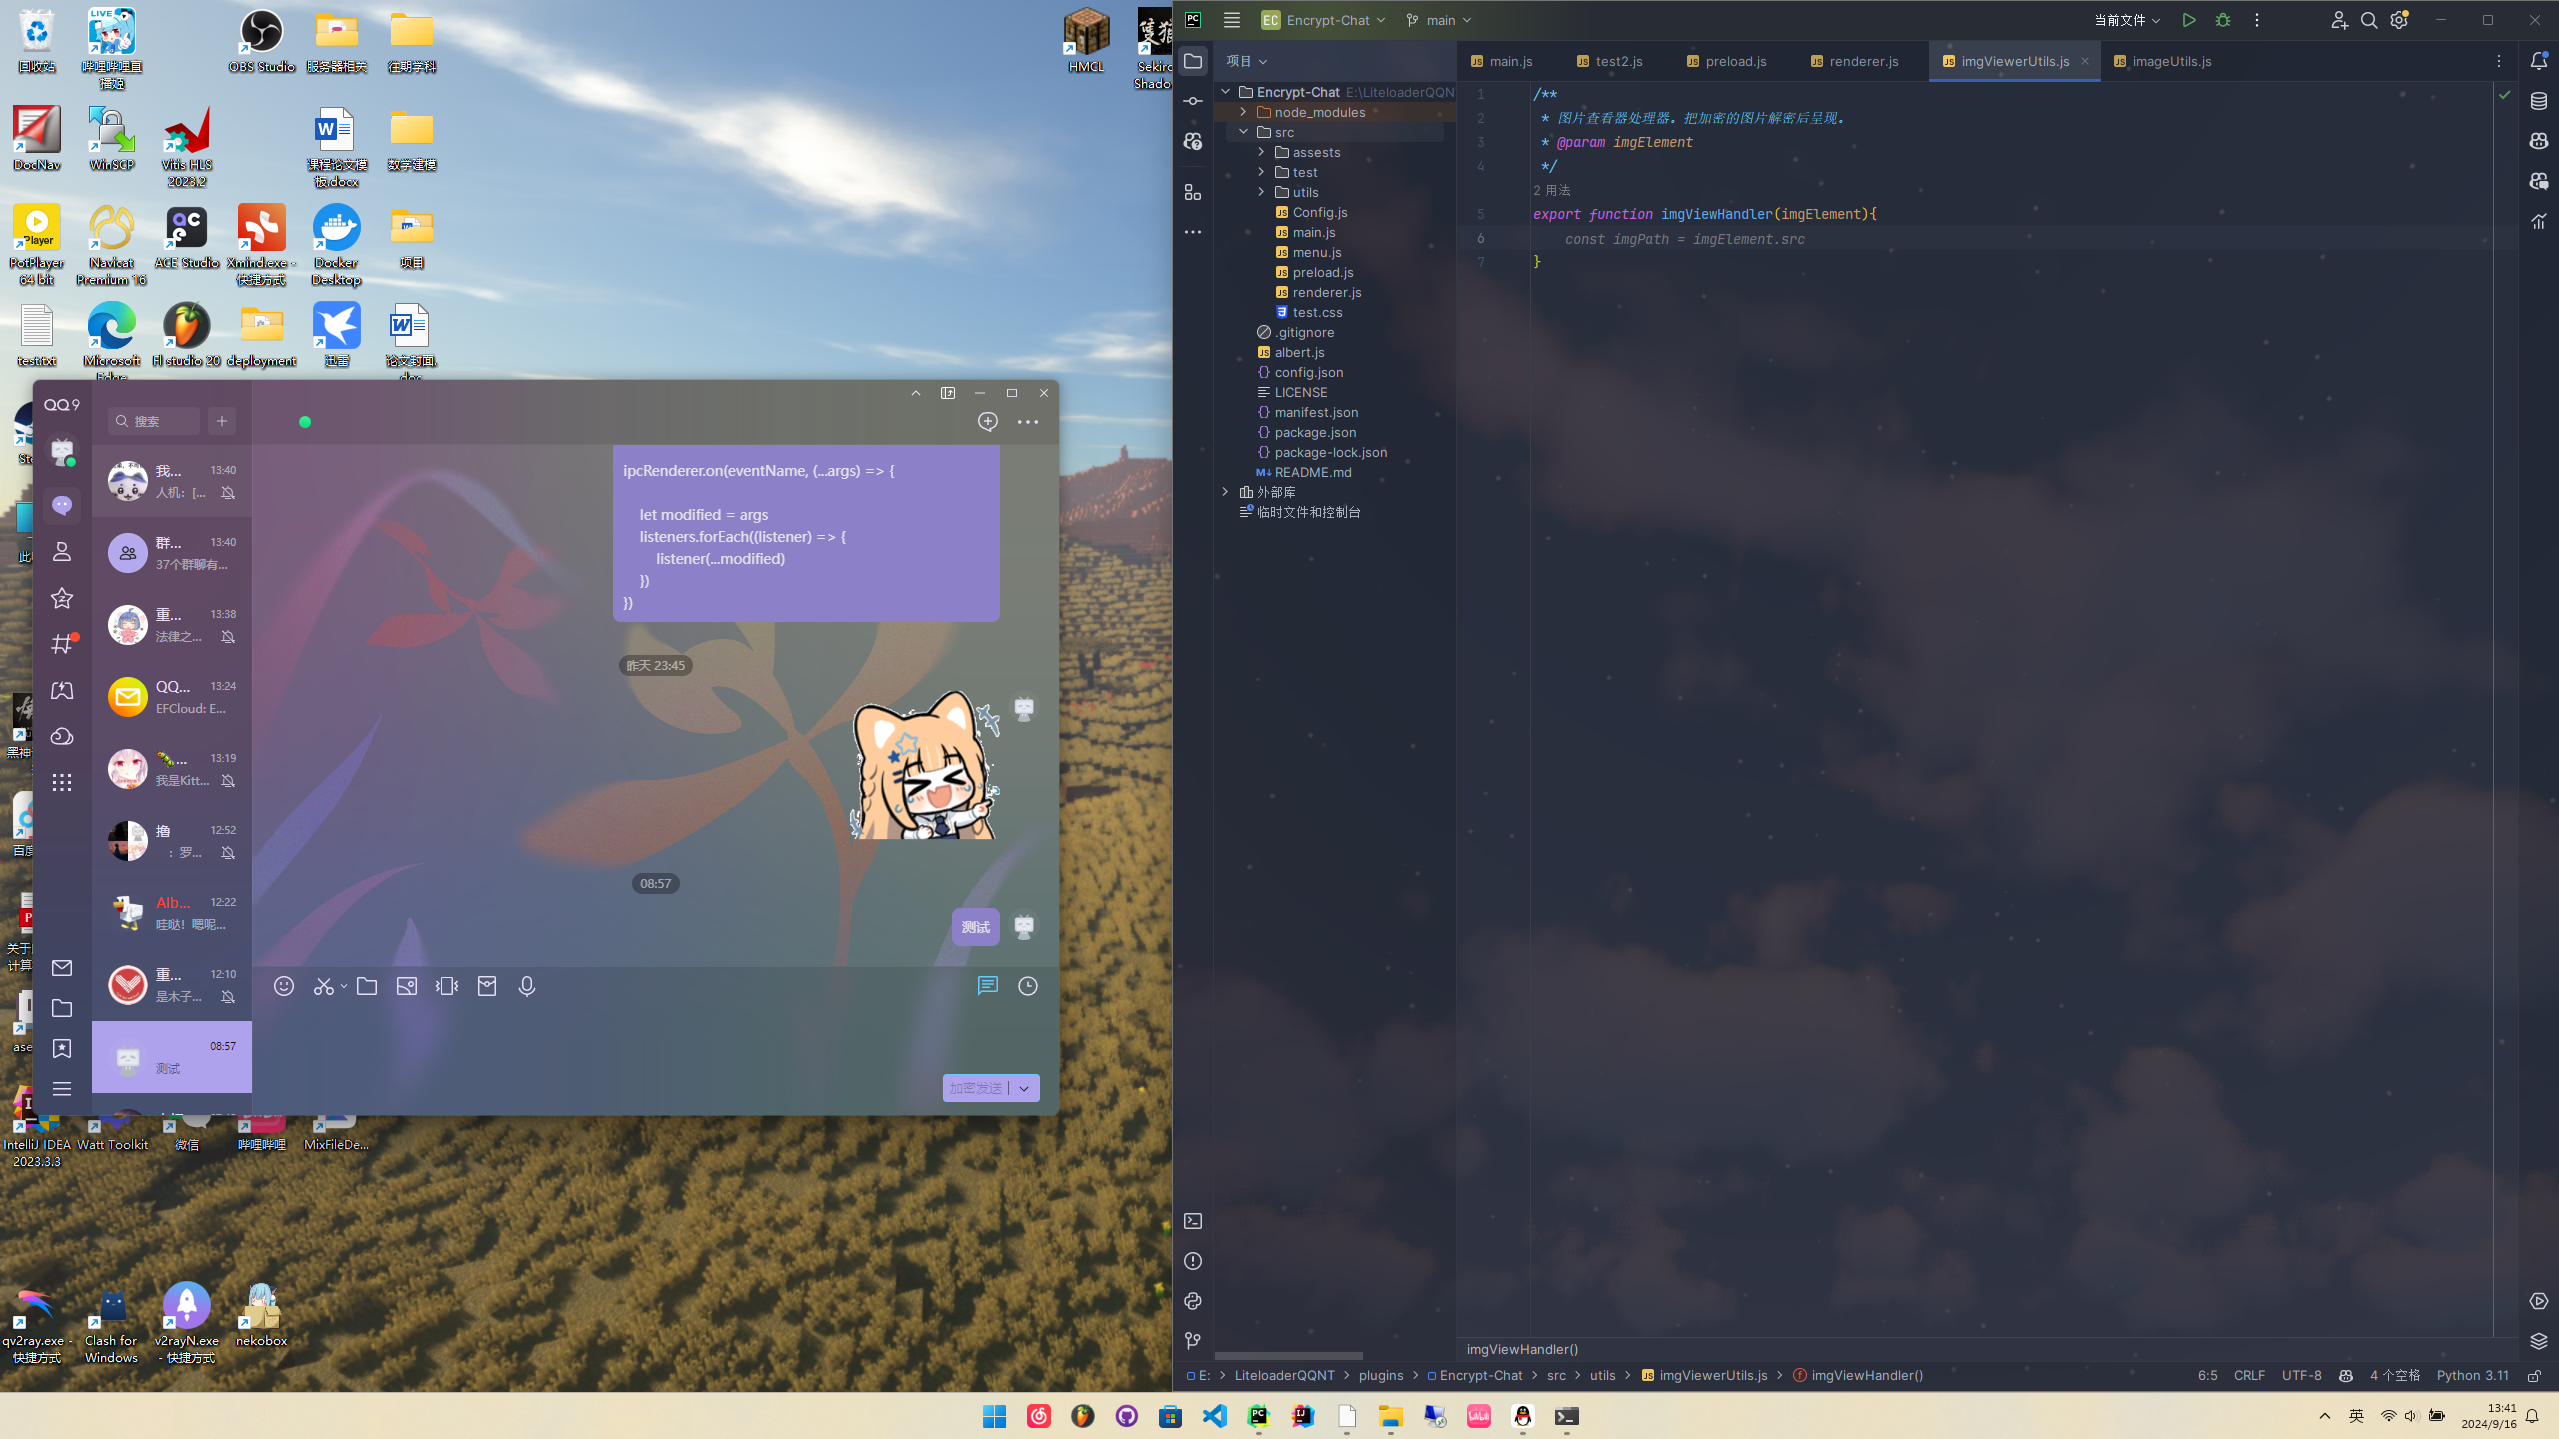 回收站
哔哩哔哩直播姬
OBS Studio
服务器相关
往期学科
HMCL
Sekiro
Shado
DocNav
WinSCP
Vitis HLS 2023.2
课程论文模板.docx
数学建模
Player
PotPlayer 64 bit
Navicat Premium 16
ACE Studio
Xmind.exe - 快捷方式
Docker Desktop
项目
test.txt
Microsoft Edge
Fl studio 20
deployment
迅雷
论文封面.doc
QQ9
搜索
我...
13:40
人机：[...
群...
13:40
37个群聊有...
重...
13:38
法律之...
QQ...
13:24
EFCloud: E...
...
13:19
我是Kitt...
撸
12:52
：罗...
Alb...
12:22
哇哒！嗯呢...
重...
12:10
是木子...
08:57
测试
ipcRenderer.on(eventName, (...args) => {
let modified = args
listeners.forEach((listener) => {
listener(...modified)
})
})
昨天 23:45
08:57
测试
加密发送
IntelliJ IDEA 2023.3.3
Watt Toolkit
微信
哔哩哔哩
MixFileDe...
qv2ray.exe - 快捷方式
Clash for Windows
v2rayN.exe - 快捷方式
nekobox
PC
EC Encrypt-Chat
main
当前文件
项目
main.js
test2.js
preload.js
renderer.js
imgViewerUtils.js
imageUtils.js
Encrypt-Chat E:\LiteloaderQQN
node_modules
src
assests
test
utils
Config.js
main.js
menu.js
preload.js
renderer.js
test.css
.gitignore
albert.js
config.json
LICENSE
manifest.json
package.json
package-lock.json
README.md
外部库
临时文件和控制台
1 /**
2 * 图片查看器处理器。把加密的图片解密后呈现。
3 * @param imgElement
4 */
2 用法
5 export function imgViewHandler(imgElement){
6 const imgPath = imgElement.src
7 }
imgViewHandler()
E: > LiteloaderQQNT > plugins > Encrypt-Chat > src > utils > imgViewerUtils.js > imgViewHandler()
6:5 CRLF UTF-8 4 个空格 Python 3.11
英
13:41
2024/9/16